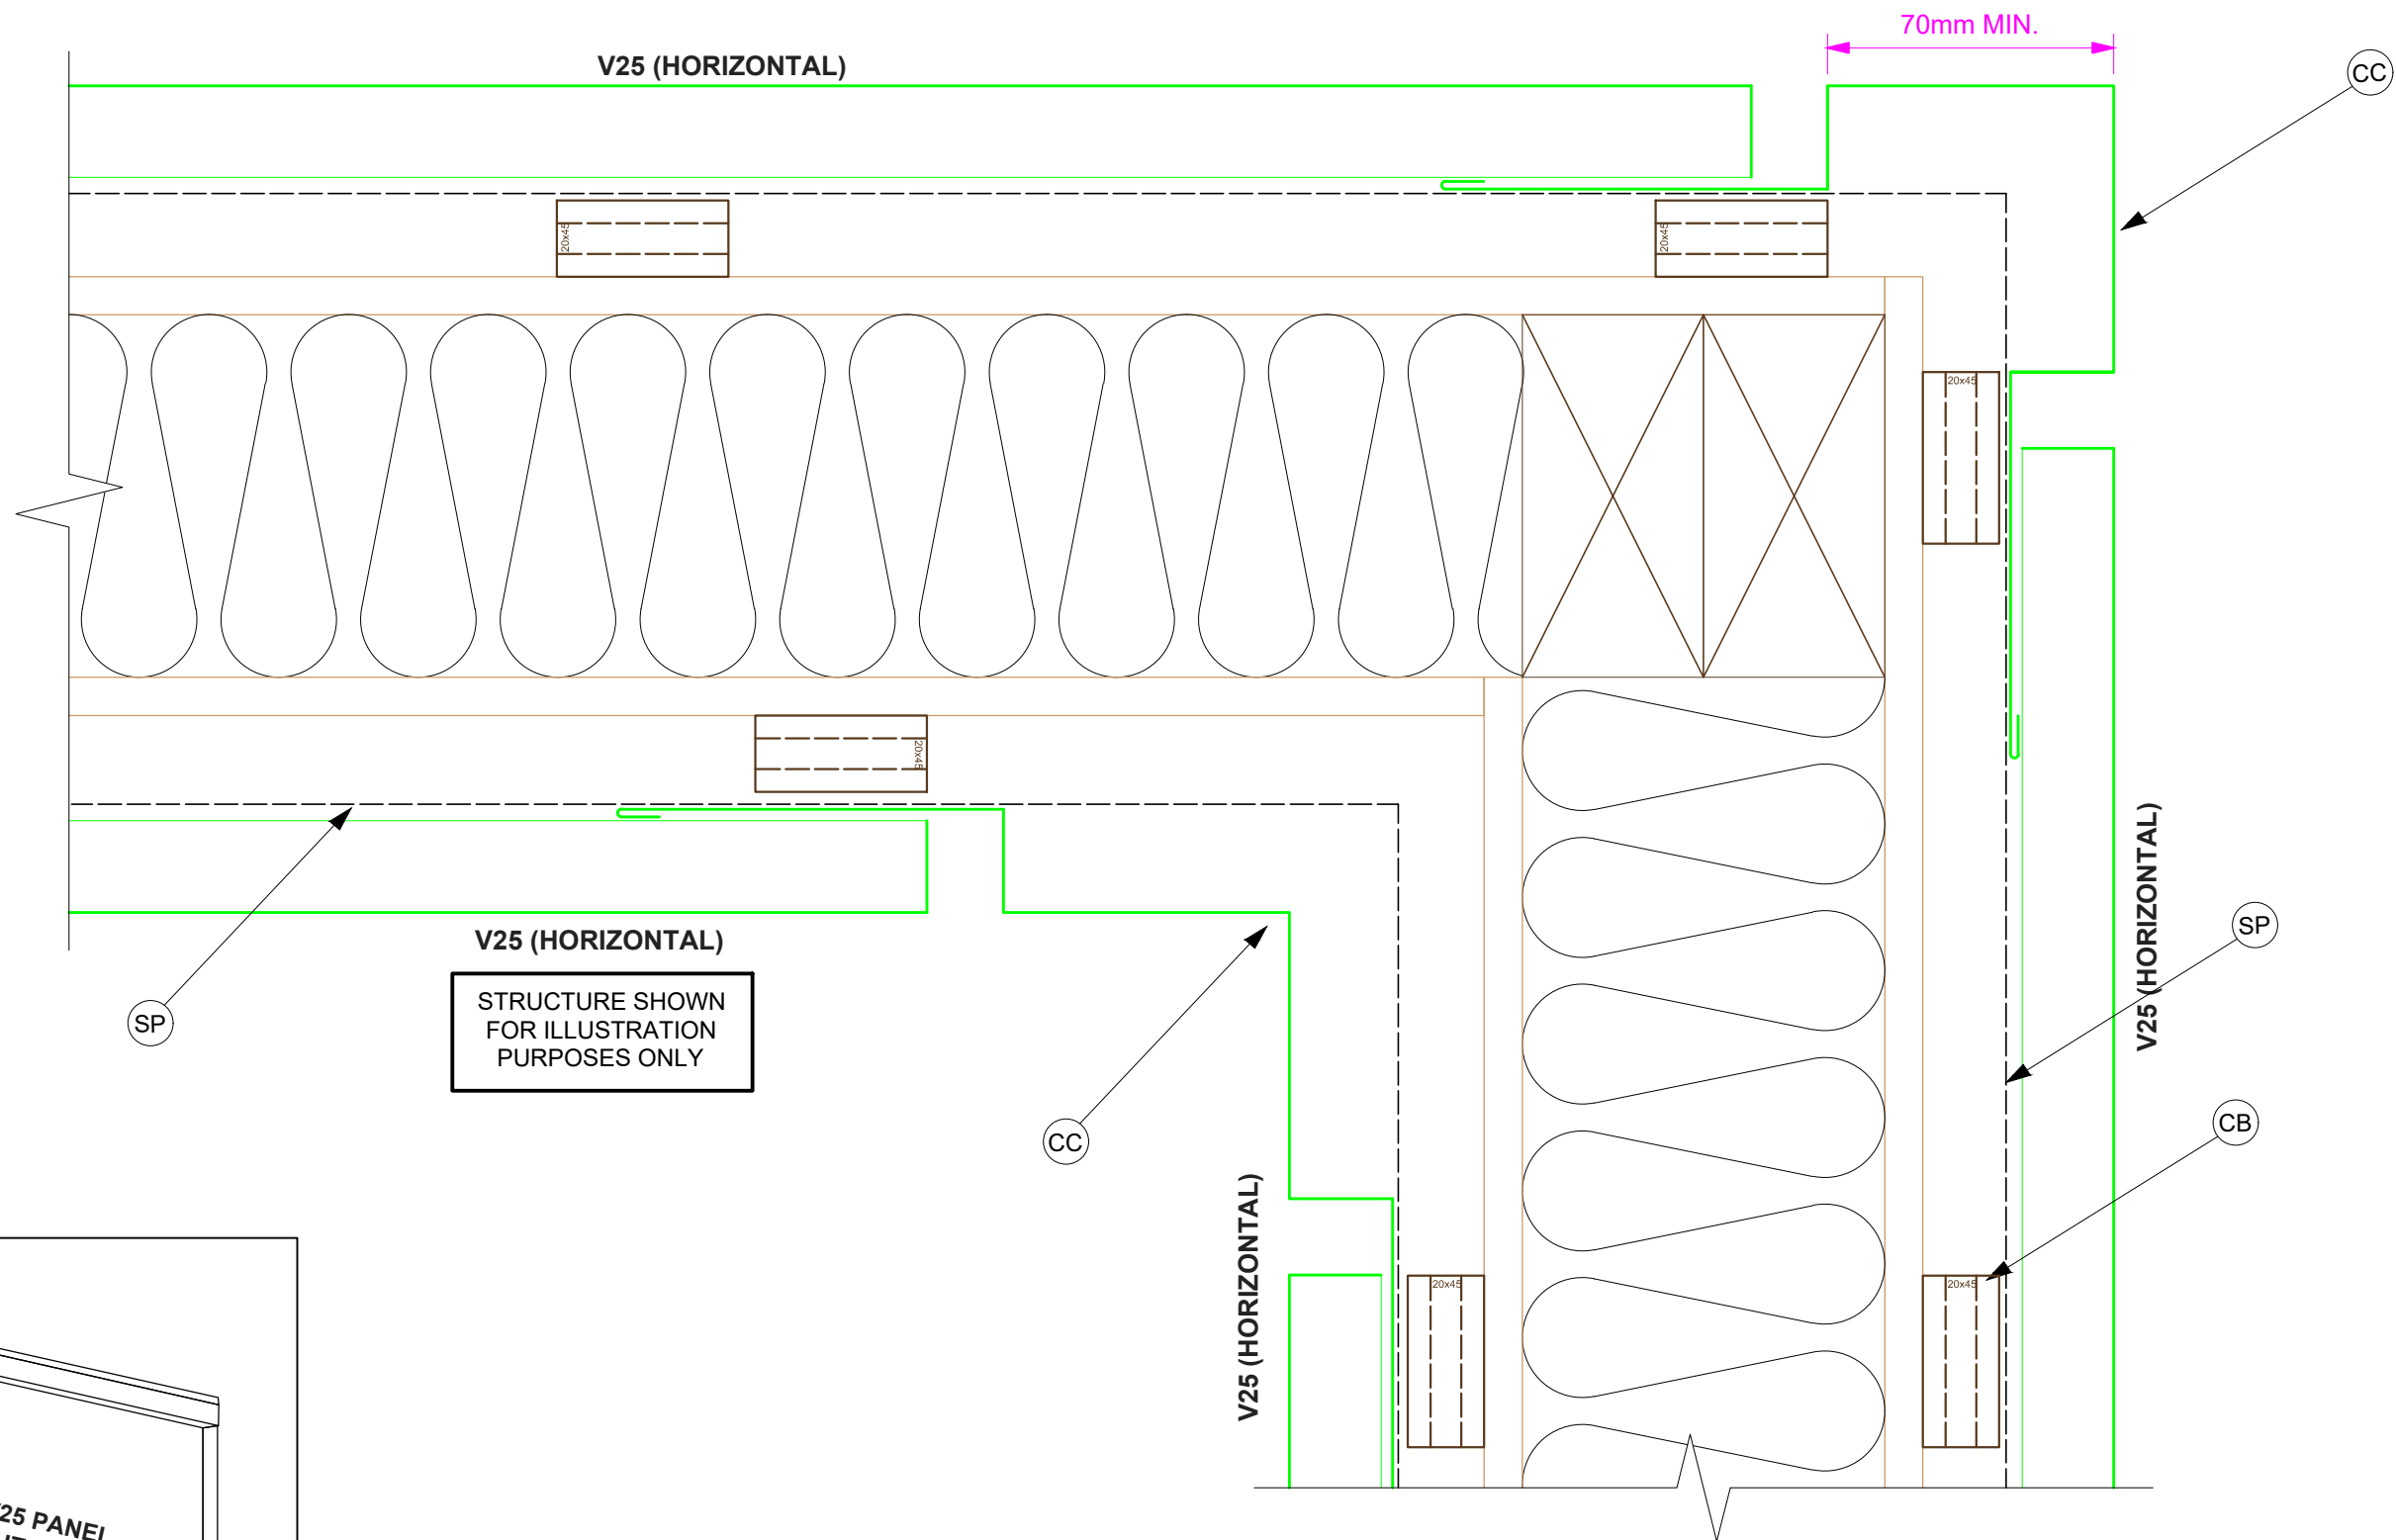 70mm MIN.
V25 (HORIZONTAL)
CC
20x45
20x45
20x45
20x45
V25 (HORIZONTAL)
SP
V25 (HORIZONTAL)
SP
STRUCTURE SHOWN
FOR ILLUSTRATION
PURPOSES ONLY
CC
CB
V25 (HORIZONTAL)
20x45
20x45
25 PANEL